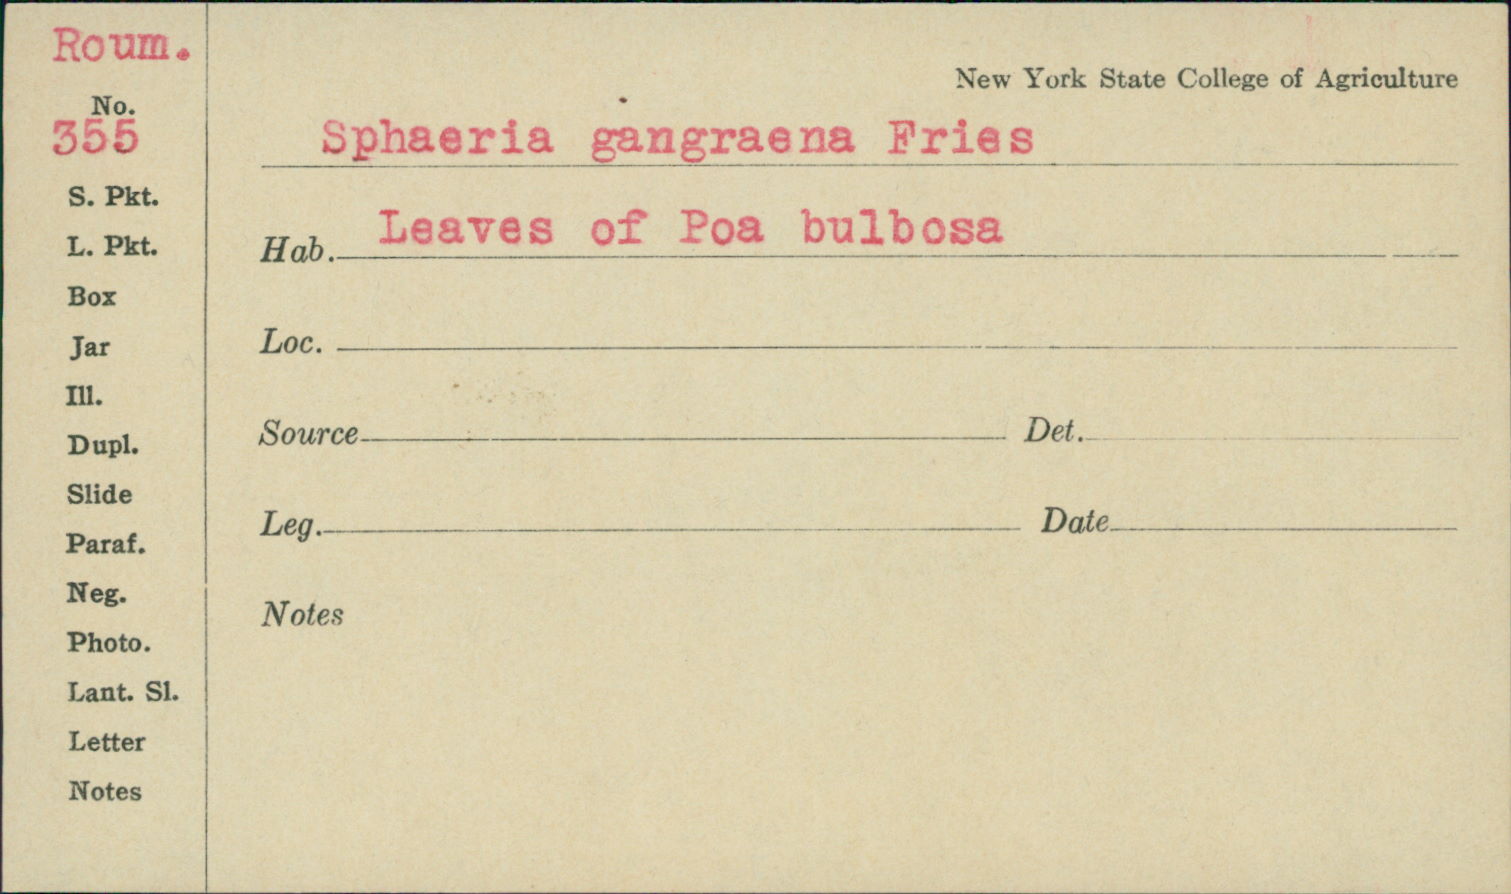 Roum.
No.
355
S. Pkt.
L. Pkt.
Box
Jar
Ill.
Dupl.
Slide
Paraf.
Neg.
Photo.
Lant. Sl.
Letter
Notes
New York State College of Agriculture
Sphaeria gangraena Fries
Hab. Leaves of Poa bulbosa
Loc.
Source Det.
Leg. Date
Notes